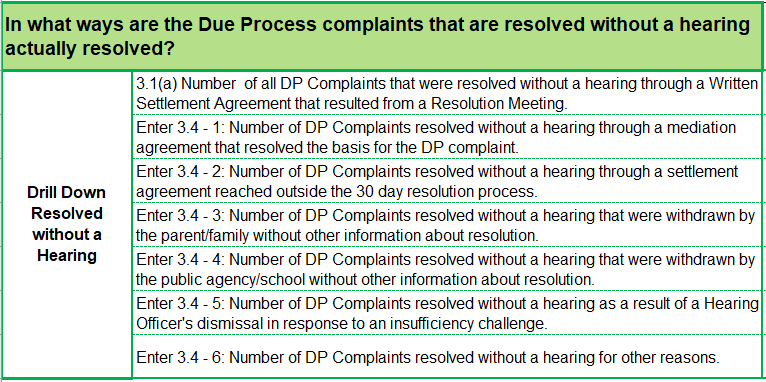 In what ways are the Due Process complaints that are resolved without a hearing
actually resolved?
Drill Down
Resolved
without a
Hearing
3.1(a) Number of all DP Complaints that were resolved without a hearing through a Written
Settlement Agreement that resulted from a Resolution Meeting.
Enter 3.4 - 1: Number of DP Complaints resolved without a hearing through a mediation
agreement that resolved the basis for the DP complaint.
Enter 3.4 - 2: Number of DP Complaints resolved without a hearing through a settlement
agreement reached outside the 30 day resolution process.
Enter 3.4 - 3: Number of DP Complaints resolved without a hearing that were withdrawn by
the parent/family without other information about resolution.
Enter 3.4 - 4: Number of DP Complaints resolved without a hearing that were withdrawn by
the public agency/school without other information about resolution.
Enter 3.4 - 5: Number of DP Complaints resolved without a hearing as a result of a Hearing
Officer's dismissal in response to an insufficiency challenge.
Enter 3.4 - 6: Number of DP Complaints resolved without a hearing for other reasons.